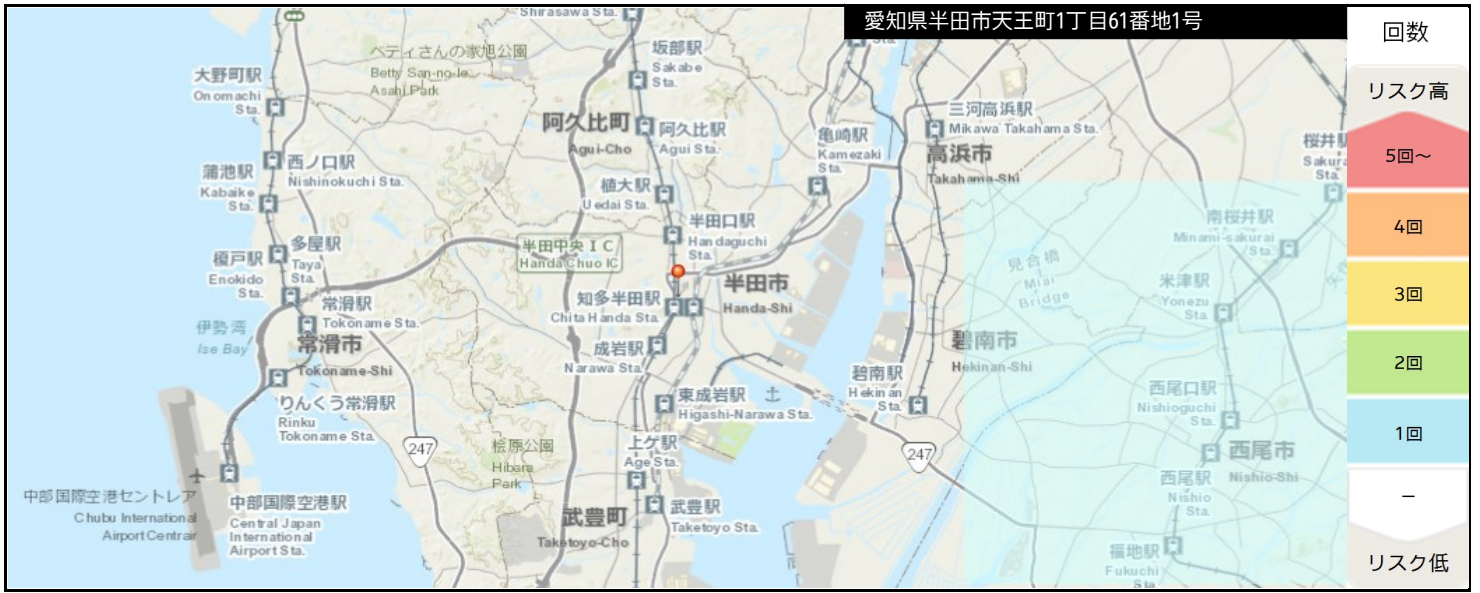 愛知県半田市天王町1丁目61番地1号
Shirasawa Sta.
Sta.
ベティさんの家旭公園
Betty San-no-Ie
Asahi Park
坂部駅
Sakabe
Sta.
大野町駅
Onomachi
Sta.
阿久比町
Agui-Cho
阿久比駅
Agui Sta.
亀崎駅
Kamezaki
Sta.
三河高浜駅
Mikawa Takahama Sta.
高浜市
Takahama-Shi
桜井駅
Sakura
Sta.
西ノ口駅
Nishinokuchi Sta.
蒲池駅
Kabaike
Sta.
植大駅
Uedai Sta.
半田口駅
Handaguchi
Sta.
南桜井駅
Minami-sakurai
Sta.
多屋駅
Taya
Sta.
榎戸駅
Enokido
Sta.
半田中央IC
Handa Chuo IC
半田市
Handa-Shi
見合橋
Miai
Bridge
米津駅
Yonezu
Sta.
常滑駅
Tokoname Sta.
知多半田駅
Chita Handa Sta.
伊勢湾
Ise Bay
常滑市
Tokoname-Shi
成岩駅
Narawa Sta.
碧南市
Hekinan-Shi
碧南駅
Hekinan
Sta.
西尾口駅
Nishioguchi
Sta.
りんくう常滑駅
Rinku
Tokoname Sta.
東成岩駅
Higashi-Narawa Sta.
247
桧原公園
Hibara
Park
上ゲ駅
Age Sta.
247
西尾市
Nishio-Shi
西尾駅
Nishio
Sta.
中部国際空港セントレア
Chubu International
Airport Centrair
中部国際空港駅
Central Japan
International
Airport Sta.
武豊町
Taketoyo-Cho
武豊駅
Taketoyo Sta.
福地駅
Fukuchi
Sta.
回数
リスク高
5回～
4回
3回
2回
1回
－
リスク低